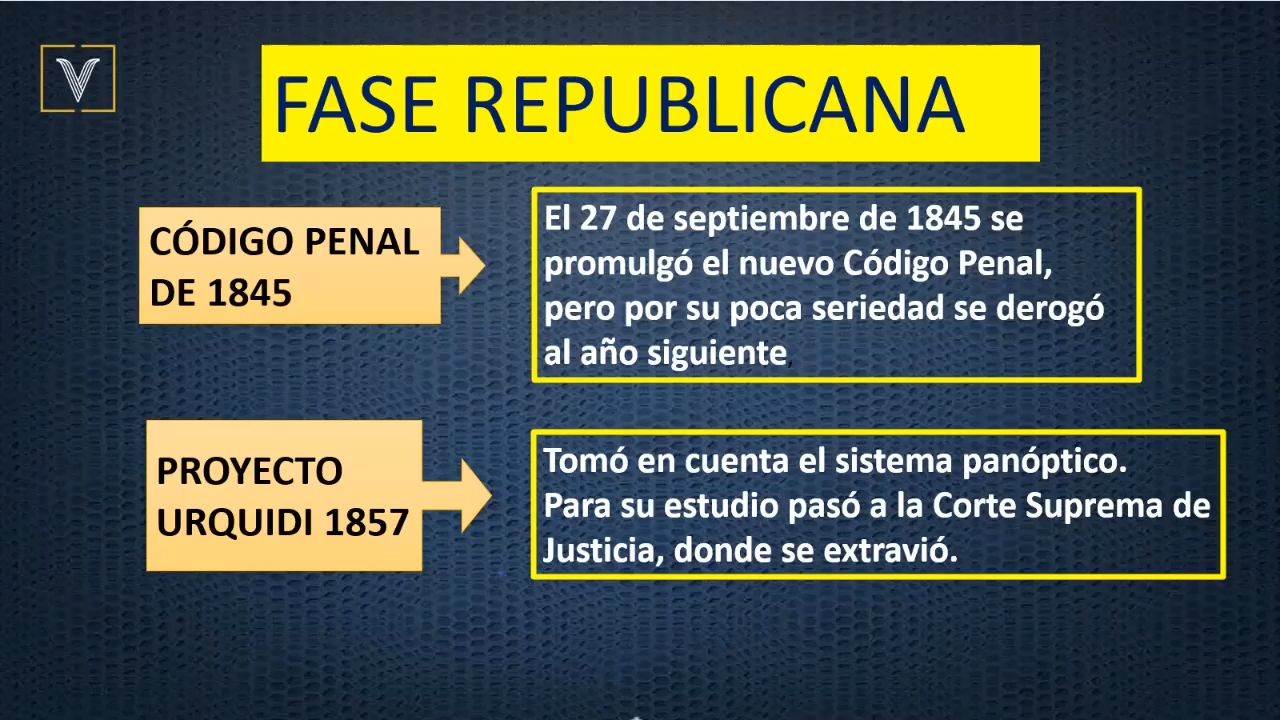 FASE REPUBLICANA
CÓDIGO PENAL
DE 1845
El 27 de septiembre de 1845 se
promulgó el nuevo Código Penal,
pero por su poca seriedad se derogó
al año siguiente,
PROYECTO
URQUIDI 1857
Tomó en cuenta el sistema panóptico.
Para su estudio pasó a la Corte Suprema de
Justicia, donde se extravió.